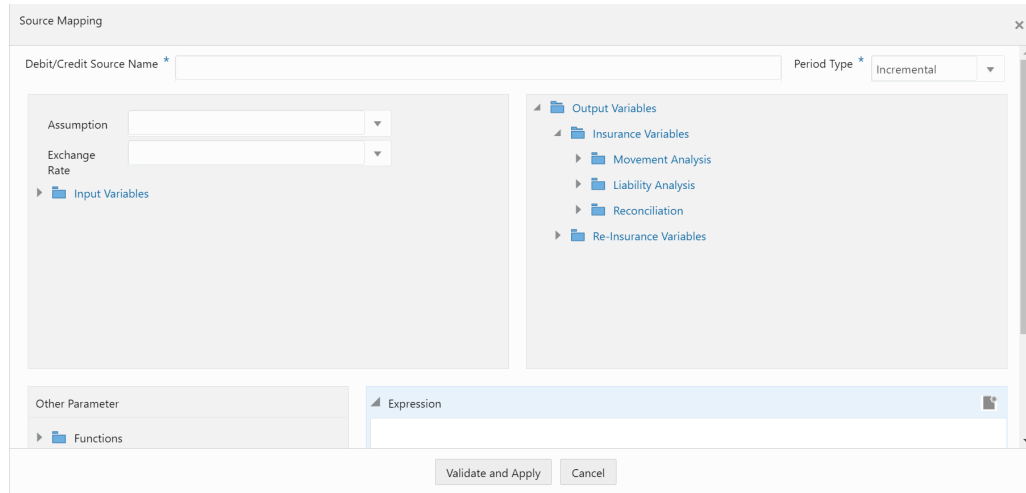 Source Mapping
Debit/Credit Source Name *
Period Type * Incremental
Assumption
Exchange
Rate
Input Variables
Output Variables
Insurance Variables
Movement Analysis
Liability Analysis
Reconciliation
Re-Insurance Variables
Other Parameter
Functions
Expression
Validate and Apply
Cancel